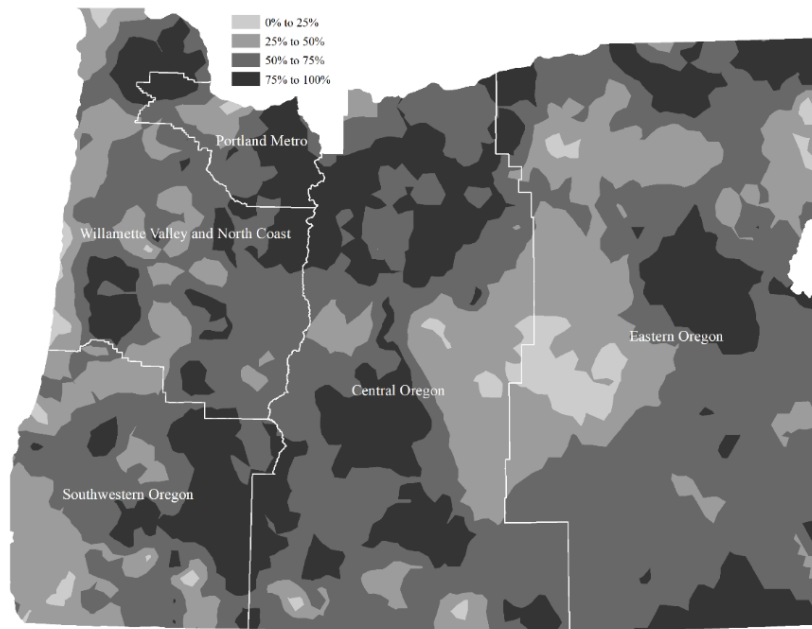 0% to 25%
25% to 50%
50% to 75%
75% to 100%
Portland Metro
Willamette Valley and North Coast
Eastern Oregon
Central Oregon
Southwestern Oregon